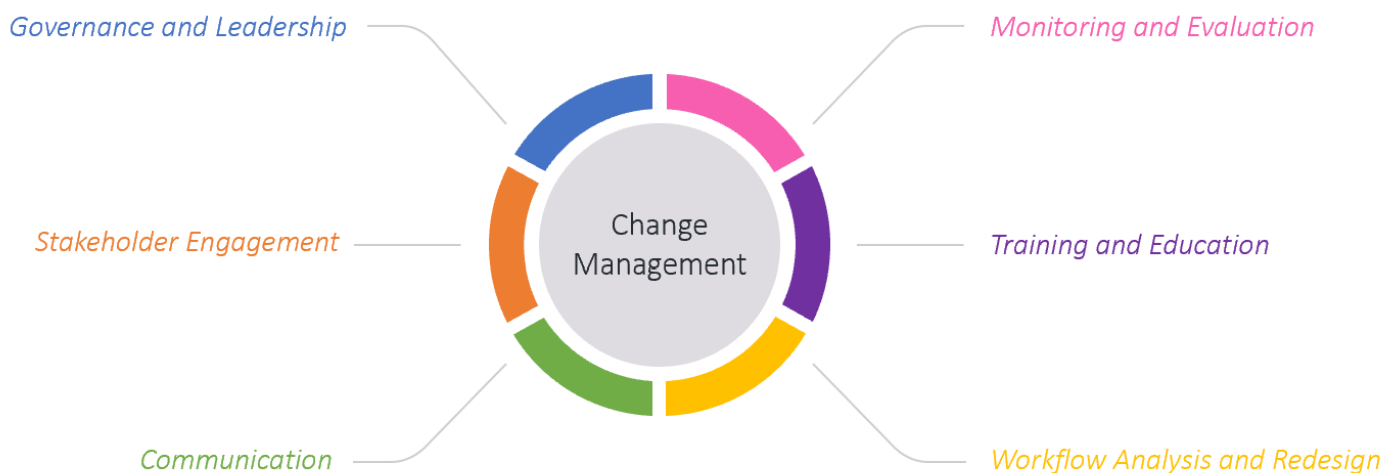 Governance and Leadership
Monitoring and Evaluation
Stakeholder Engagement
Change
Management
Training and Education
Communication
Workflow Analysis and Redesign